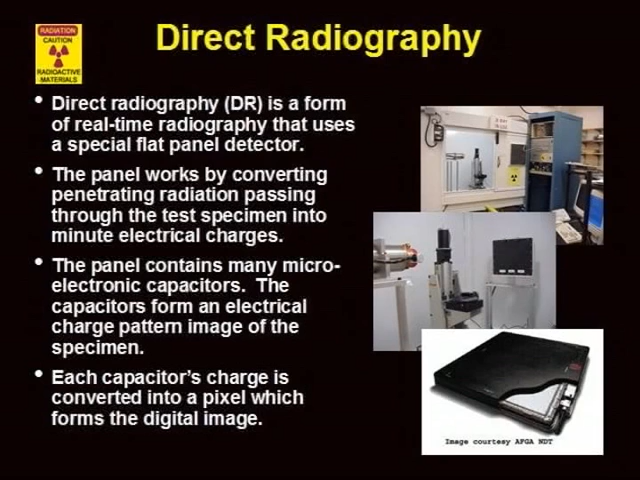 RADIATION
CAUTION
RADIOACTIVE
MATERIALS
Direct Radiography
• Direct radiography (DR) is a form
of real-time radiography that uses
a special flat panel detector.
• The panel works by converting
penetrating radiation passing
through the test specimen into
minute electrical charges.
• The panel contains many micro-
electronic capacitors. The
capacitors form an electrical
charge pattern image of the
specimen.
• Each capacitor's charge is
converted into a pixel which
forms the digital image.
Image courtesy AFGA NDT